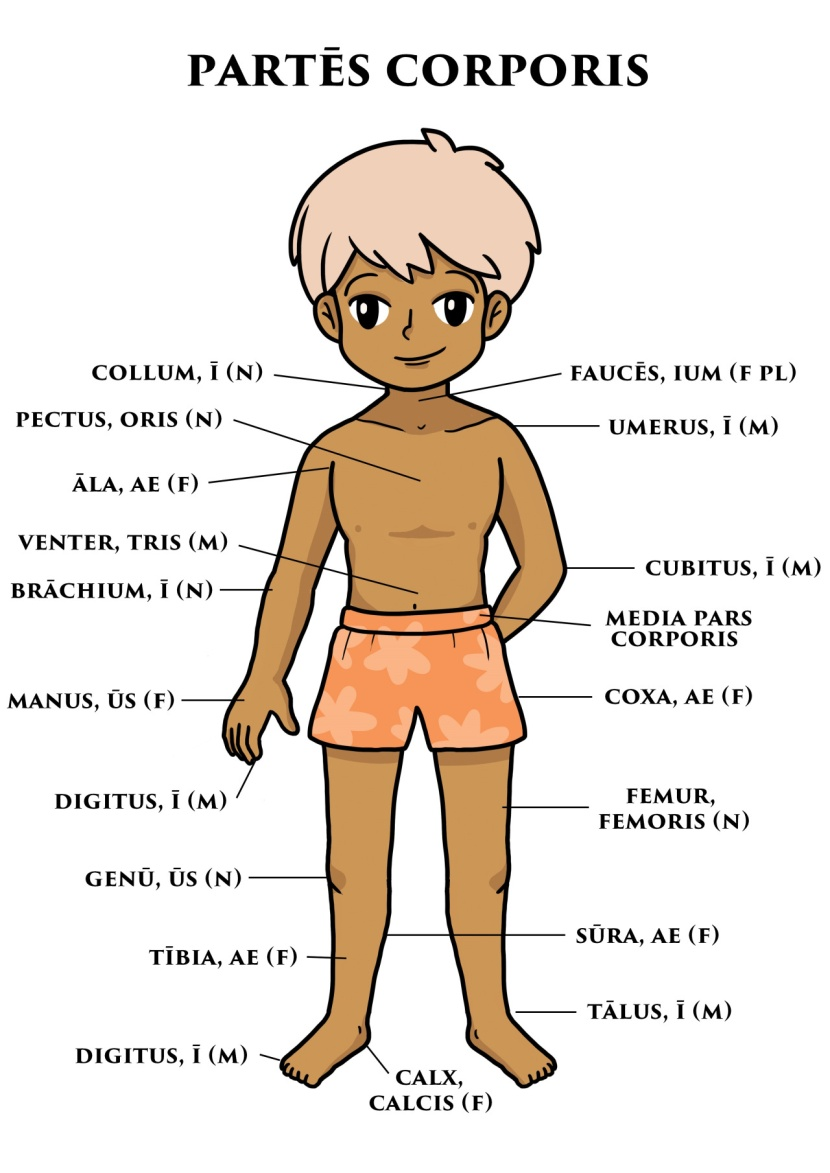 PARTĒS CORPORIS
COLLUM, Ī (N)
FAUCĒS, IUM (F PL)
PECTUS, ORIS (N)
UMERUS, Ī (M)
ĀLA, AE (F)
VENTER, TRIS (M)
CUBITUS, Ī (M)
BRĀCHIUM, Ī (N)
MEDIA PARS
CORPORIS
MANUS, ŪS (F)
COXA, AE (F)
DIGITUS, Ī (M)
FEMUR,
FEMORIS (N)
GENŪ, ŪS (N)
SŪRA, AE (F)
TĪBIA, AE (F)
TĀLUS, Ī (M)
DIGITUS, Ī (M)
CALX,
CALCIS (F)